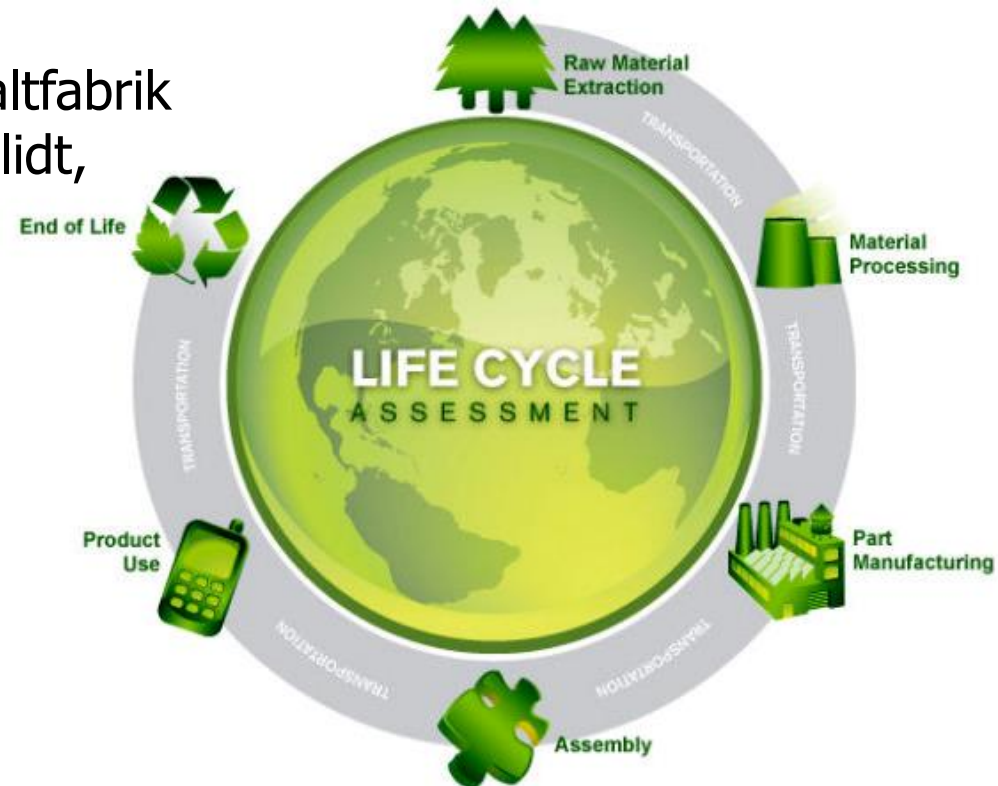 altfabrik
lidt,
Raw Material
Extraction
TRANSPORTATION
Material
Processing
TRANSPORTATION
Part
Manufacturing
TRANSPORTATION
Assembly
TRANSPORTATION
Product
Use
TRANSPORTATION
End of Life
LIFE CYCLE
ASSESSMENT